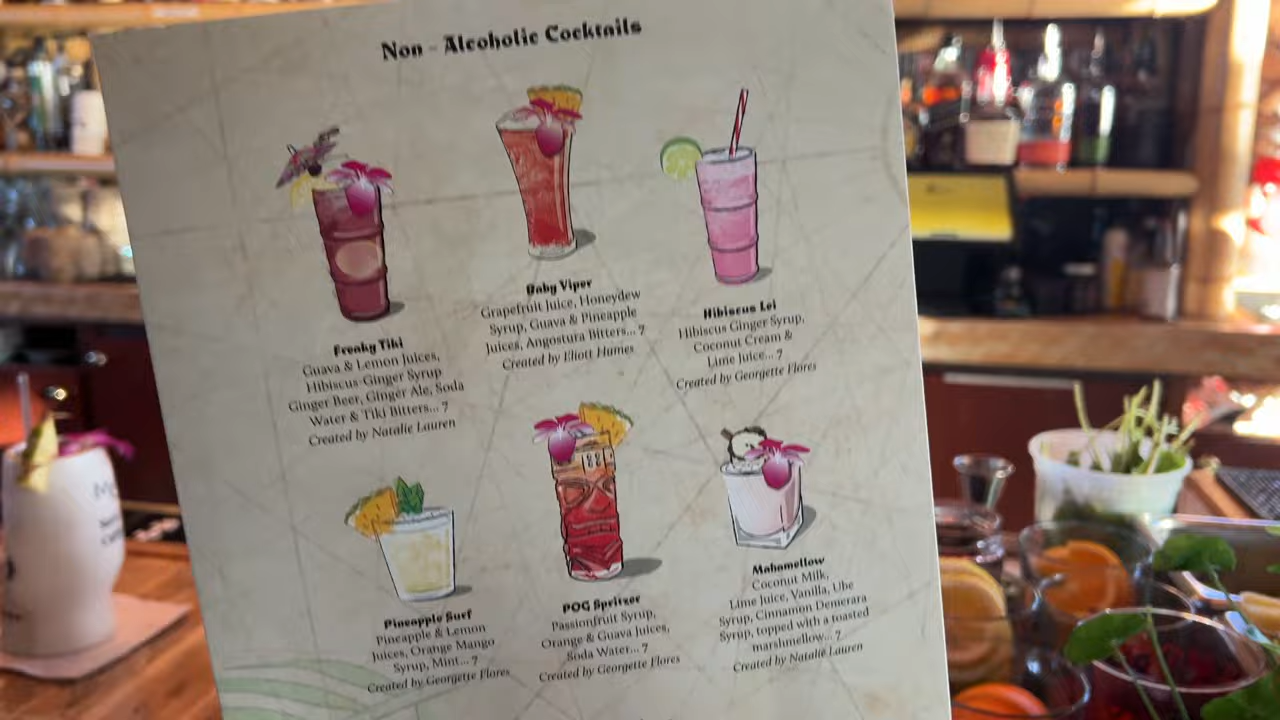 Non - Alcoholic Cocktails
Freaky Tiki
Guava & Lemon Juices,
Hibiscus-Ginger Syrup
Ginger Beer, Ginger Ale, Soda
Water & Tiki Bitters... 7
Created by Natalie Lauren
Baby Viper
Grapefruit Juice, Honeydew
Syrup, Guava & Pineapple
Juices, Angostura Bitters... 7
Created by Eliott Humes
Hibiscus Lei
Hibiscus Ginger Syrup,
Coconut Cream &
Lime Juice... 7
Created by Georgette Flores
Pineapple Surf
Pineapple & Lemon
Juices, Orange Mango
Syrup, Mint... 7
Created by Georgette Flores
POG Spritzer
Passionfruit Syrup,
Orange & Guava Juices,
Soda Water... 7
Created by Georgette Flores
Mahamellow
Coconut Milk,
Lime Juice, Vanilla, Ube
Syrup, Cinnamon Demerara
Syrup, topped with a toasted
marshmellow... 7
Created by Natalie Lauren